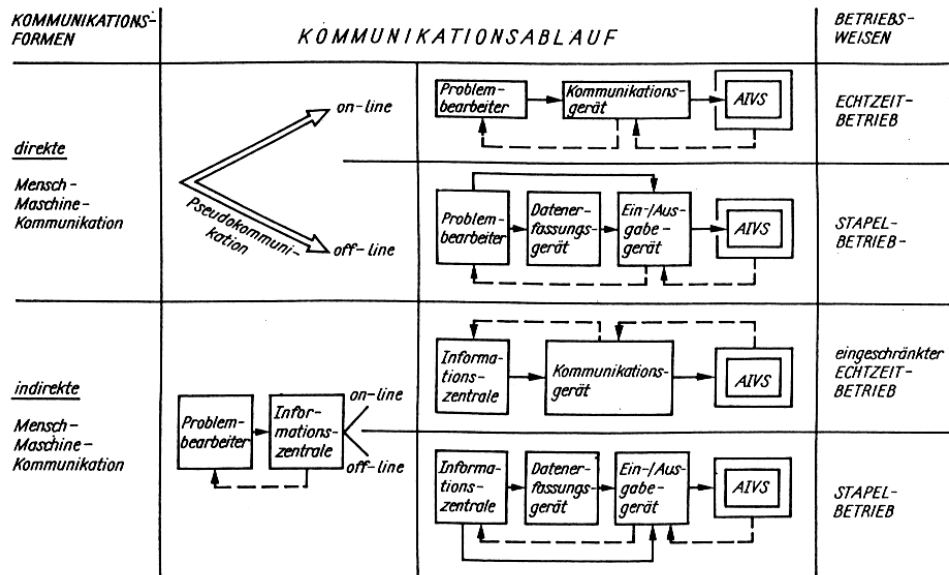 KOMMUNIKATIONS-
FORMEN
KOMMUNIKATIONSABLAUF
BETRIEBS-
WEISEN
direkte
Mensch-
Maschine-
Kommunikation
on-line
Pseudokommuni-
kation
off-line
Problem-
bearbeiter
Kommunikations-
gerät
AIVS
ECHTZEIT-
BETRIEB
Problem-
bearbeiter
Datener-
fassungs-
gerät
Ein-/Aus-
gabe-
gerät
AIVS
STAPEL-
BETRIEB-
indirekte
Mensch-
Maschine-
Kommunikation
Problem-
bearbeiter
Infor-
mations-
zentrale
on-line
off-line
Informa-
tions-
zentrale
Kommunikations-
gerät
AIVS
eingeschränkter
ECHTZEIT-
BETRIEB
Informa-
tions-
zentrale
Datener-
fassungs-
gerät
Ein-/Aus-
gabe-
gerät
AIVS
STAPEL-
BETRIEB